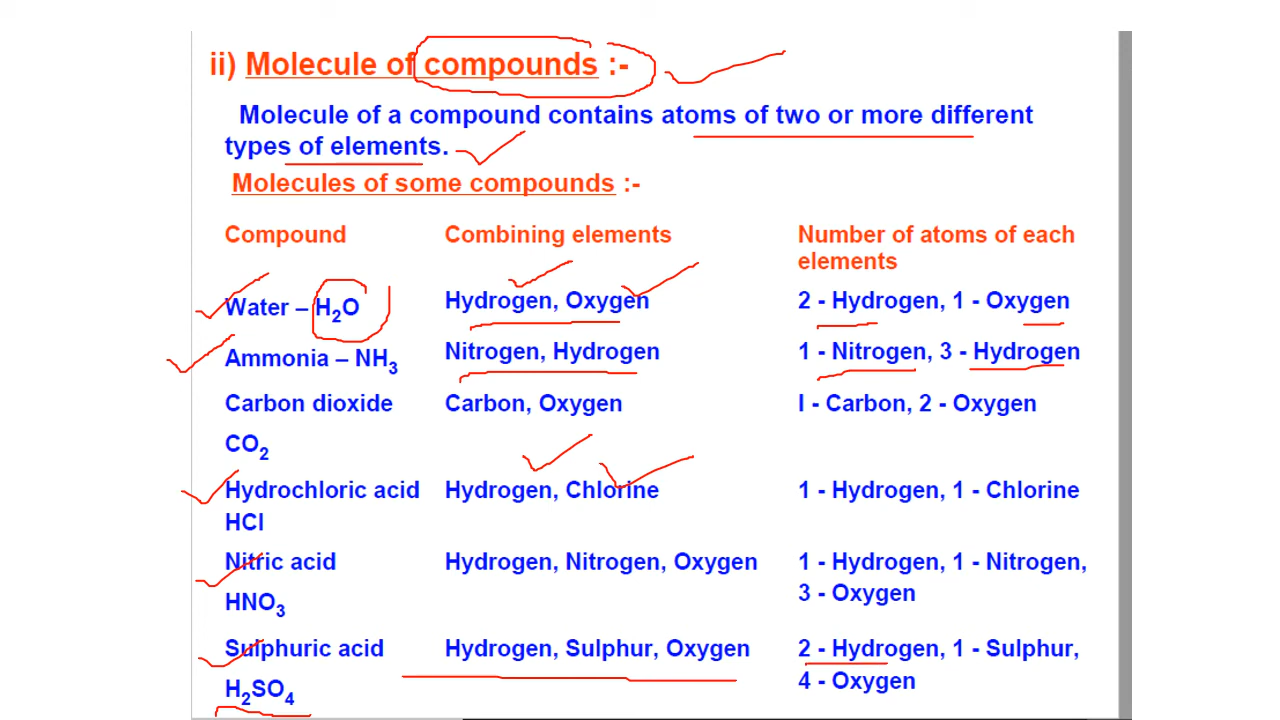 ii) Molecule of compounds :-
Molecule of a compound contains atoms of two or more different
types of elements.
Molecules of some compounds :-
Compound Combining elements Number of atoms of each
elements
Water – H₂O Hydrogen, Oxygen 2 - Hydrogen, 1 - Oxygen
Ammonia – NH₃ Nitrogen, Hydrogen 1 - Nitrogen, 3 - Hydrogen
Carbon dioxide Carbon, Oxygen I - Carbon, 2 - Oxygen
CO₂
Hydrochloric acid Hydrogen, Chlorine 1 - Hydrogen, 1 - Chlorine
HCl
Nitric acid Hydrogen, Nitrogen, Oxygen 1 - Hydrogen, 1 - Nitrogen,
HNO₃ 3 - Oxygen
Sulphuric acid Hydrogen, Sulphur, Oxygen 2 - Hydrogen, 1 - Sulphur,
H₂SO₄ 4 - Oxygen